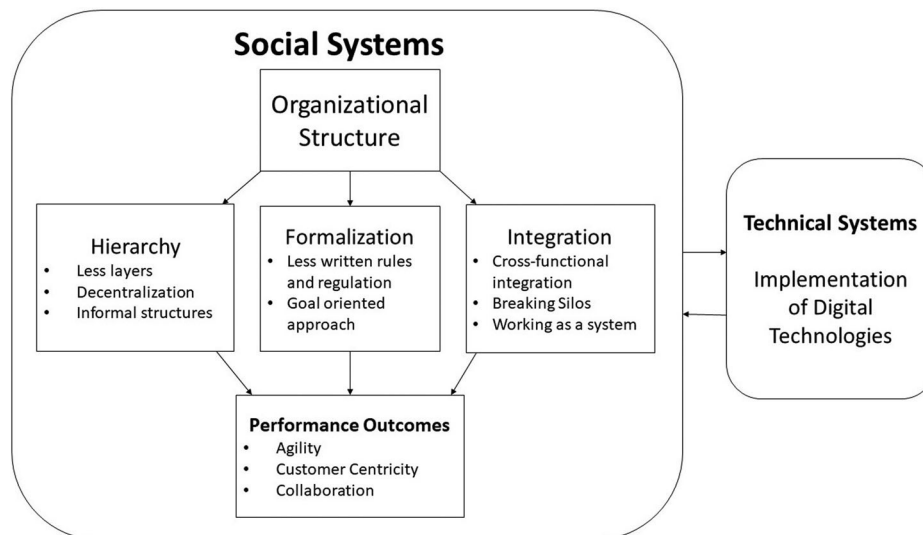 Social Systems
Organizational
Structure
Hierarchy
• Less layers
• Decentralization
• Informal structures
Formalization
• Less written rules
and regulation
• Goal oriented
approach
Integration
• Cross-functional
integration
• Breaking Silos
• Working as a system
Performance Outcomes
• Agility
• Customer Centricity
• Collaboration
Technical Systems
Implementation
of Digital
Technologies